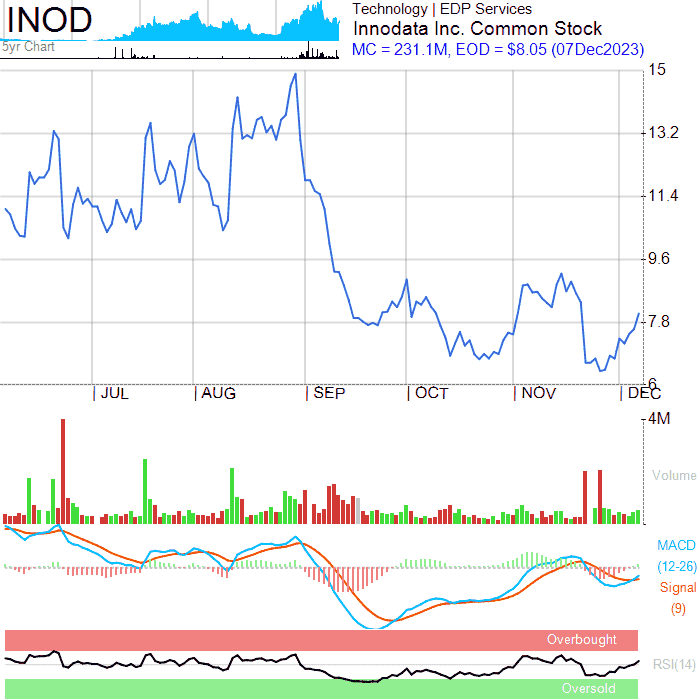 INOD
5yr Chart
Technology | EDP Services
Innodata Inc. Common Stock
MC = 231.1M, EOD = $8.05 (07Dec2023)
15
13.2
11.4
9.6
7.8
6
JUL AUG SEP OCT NOV DEC
4M
Volume
MACD
(12-26)
Signal
(9)
Overbought
RSI(14)
Oversold